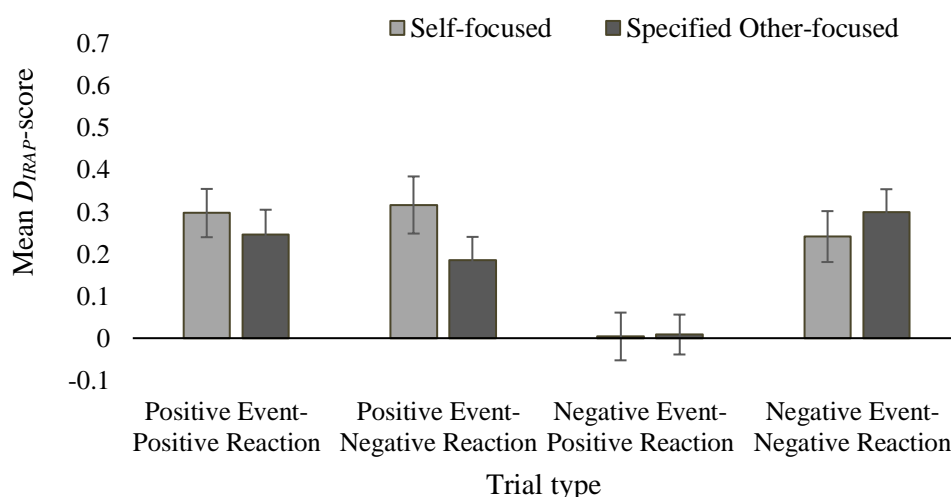 Self-focused
Specified Other-focused
Mean D_IRAP-score
0.7
0.6
0.5
0.4
0.3
0.2
0.1
0
-0.1
Positive Event-
Positive Reaction
Positive Event-
Negative Reaction
Negative Event-
Positive Reaction
Negative Event-
Negative Reaction
Trial type